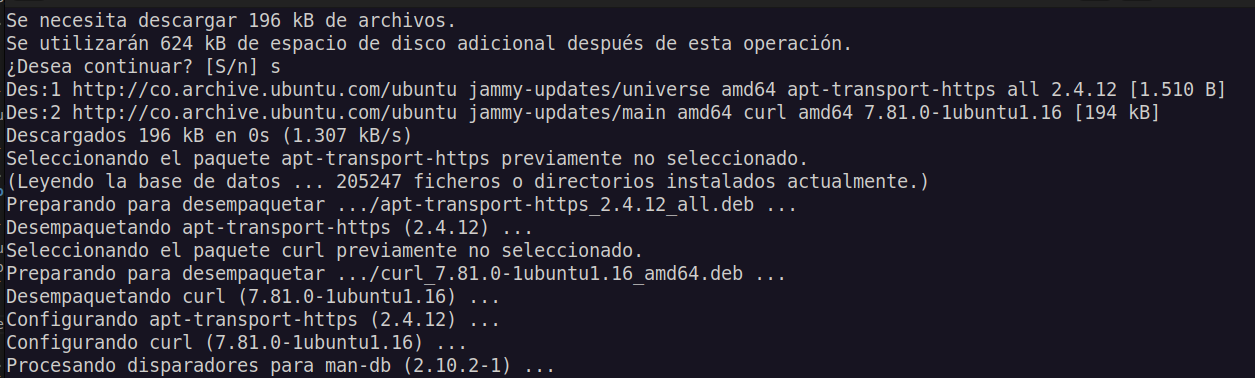 Se necesita descargar 196 kB de archivos.
Se utilizarán 624 kB de espacio de disco adicional después de esta operación.
¿Desea continuar? [S/n] s
Des:1 http://co.archive.ubuntu.com/ubuntu jammy-updates/universe amd64 apt-transport-https all 2.4.12 [1.510 B]
Des:2 http://co.archive.ubuntu.com/ubuntu jammy-updates/main amd64 curl amd64 7.81.0-1ubuntu1.16 [194 kB]
Descargados 196 kB en 0s (1.307 kB/s)
Seleccionando el paquete apt-transport-https previamente no seleccionado.
(Leyendo la base de datos ... 205247 ficheros o directorios instalados actualmente.)
Preparando para desempaquetar .../apt-transport-https_2.4.12_all.deb ...
Desempaquetando apt-transport-https (2.4.12) ...
Seleccionando el paquete curl previamente no seleccionado.
Preparando para desempaquetar .../curl_7.81.0-1ubuntu1.16_amd64.deb ...
Desempaquetando curl (7.81.0-1ubuntu1.16) ...
Configurando apt-transport-https (2.4.12) ...
Configurando curl (7.81.0-1ubuntu1.16) ...
Procesando disparadores para man-db (2.10.2-1) ...